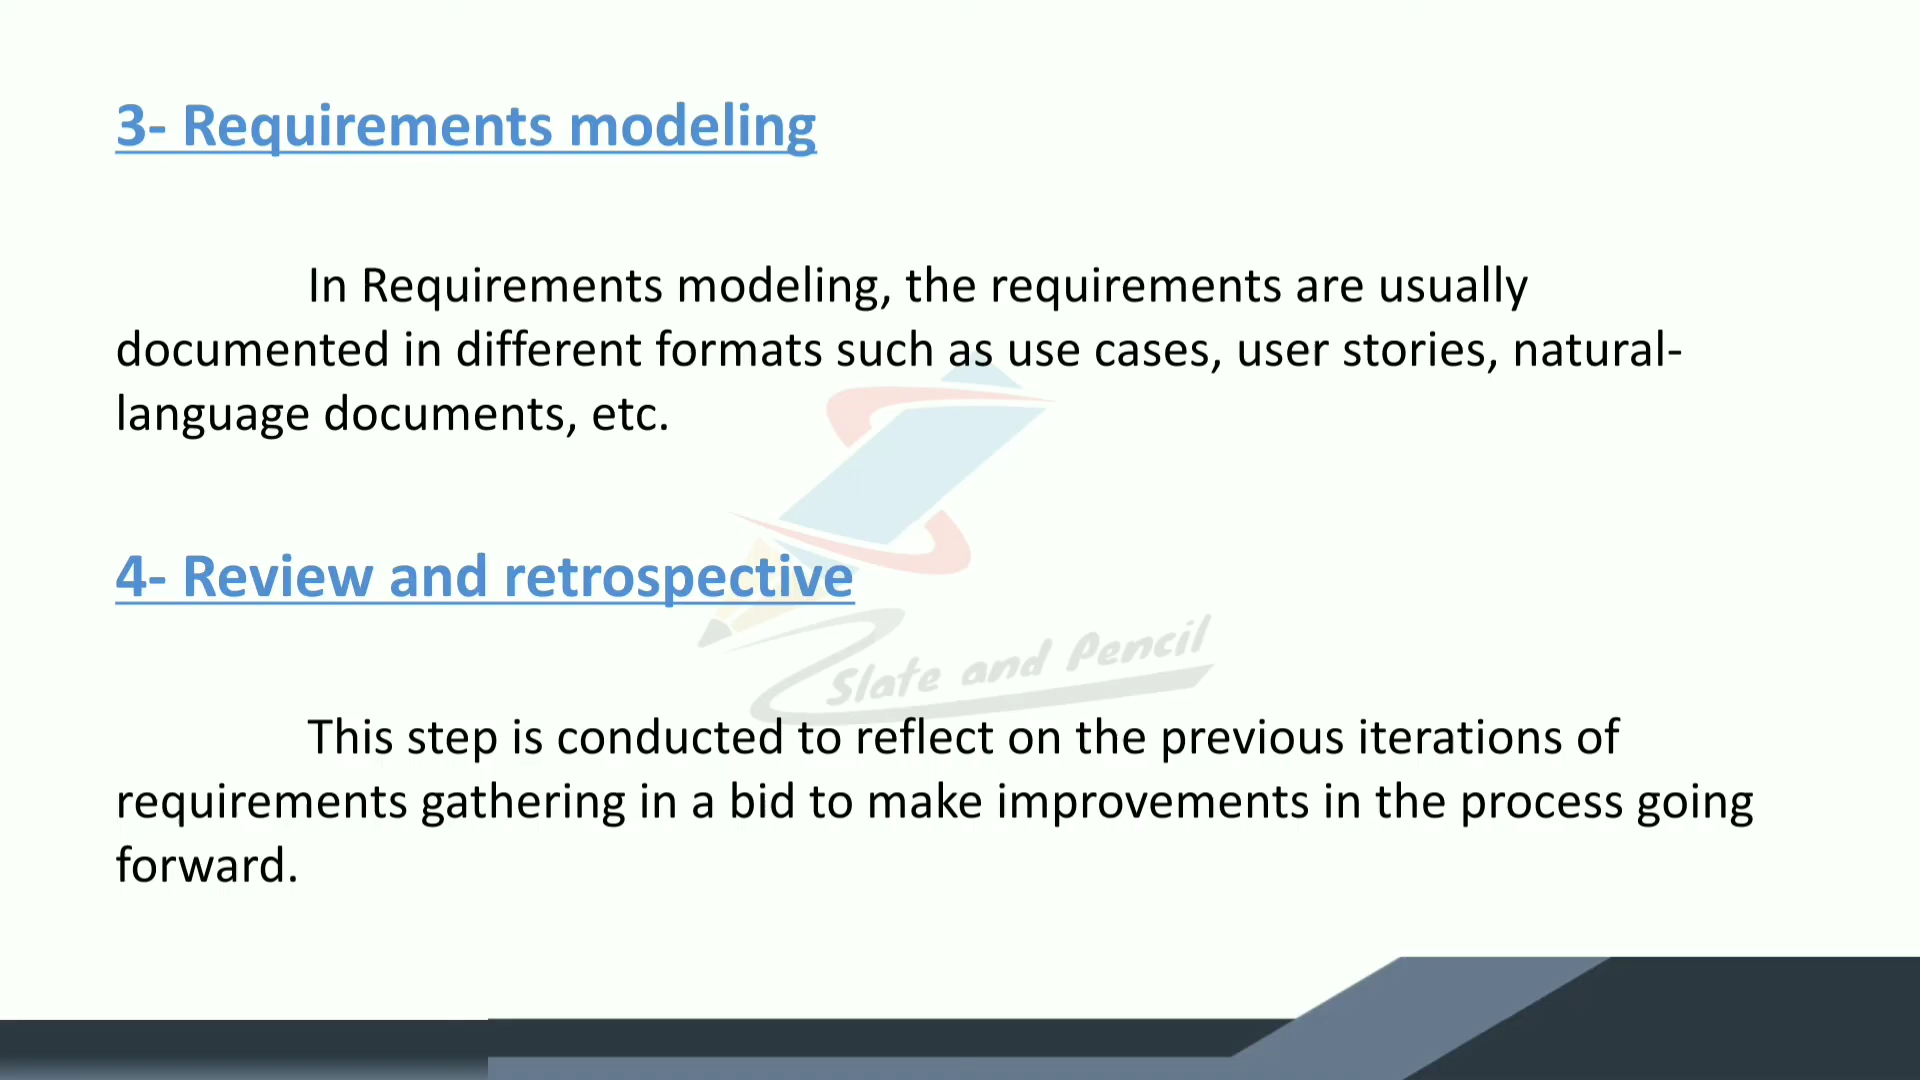 3- Requirements modeling
In Requirements modeling, the requirements are usually
documented in different formats such as use cases, user stories, natural-
language documents, etc.
4- Review and retrospective
Slate and Pencil
This step is conducted to reflect on the previous iterations of
requirements gathering in a bid to make improvements in the process going
forward.